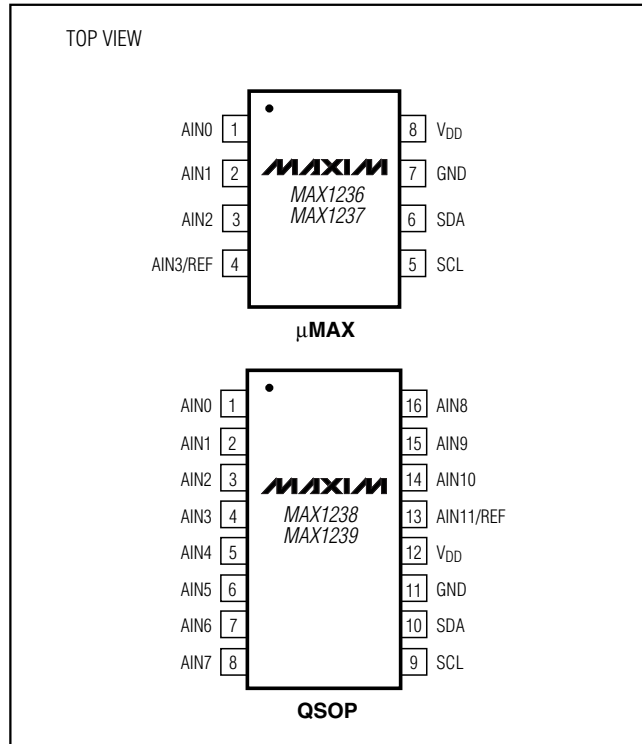 TOP VIEW
AIN0 1
AIN1 2
AIN2 3
AIN3/REF 4
MAXIM
MAX1236
MAX1237
8 VDD
7 GND
6 SDA
5 SCL
μMAX
AIN0 1
AIN1 2
AIN2 3
AIN3 4
AIN4 5
AIN5 6
AIN6 7
AIN7 8
MAXIM
MAX1238
MAX1239
16 AIN8
15 AIN9
14 AIN10
13 AIN11/REF
12 VDD
11 GND
10 SDA
9 SCL
QSOP